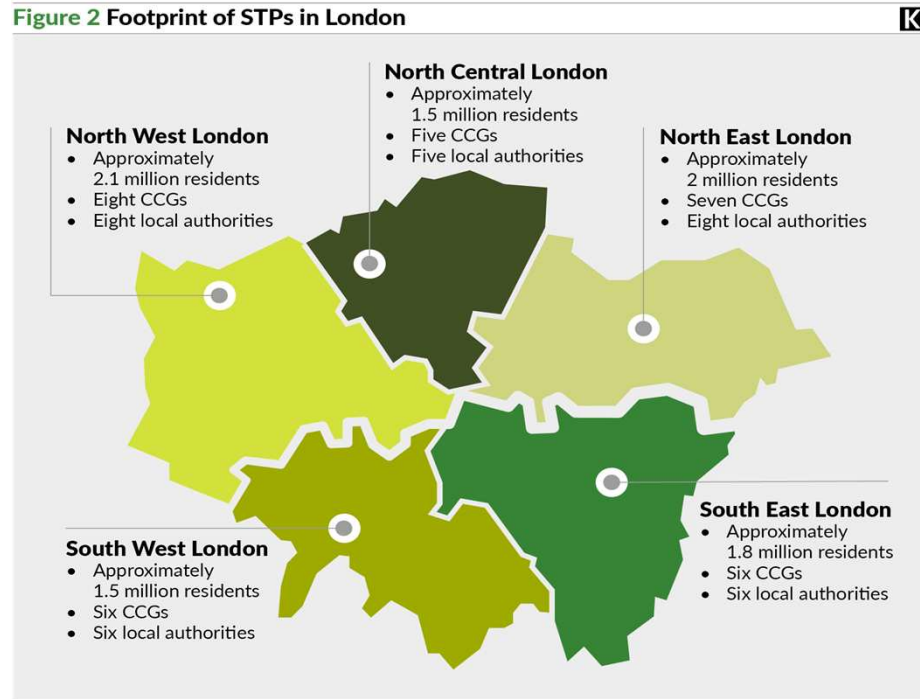 Figure 2 Footprint of STPs in London
K
North Central London
• Approximately
1.5 million residents
• Five CCGs
• Five local authorities
North West London
• Approximately
2.1 million residents
• Eight CCGs
• Eight local authorities
North East London
• Approximately
2 million residents
• Seven CCGs
• Eight local authorities
South West London
• Approximately
1.5 million residents
• Six CCGs
• Six local authorities
South East London
• Approximately
1.8 million residents
• Six CCGs
• Six local authorities